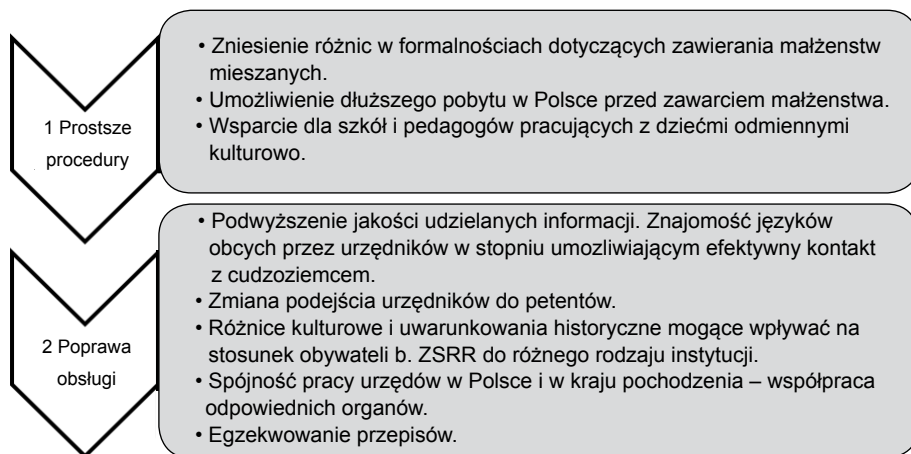 1 Prostsze
procedury
• Zniesienie różnic w formalnościach dotyczących zawierania małżenstw
mieszanych.
• Umożliwienie dłuższego pobytu w Polsce przed zawarciem małżenstwa.
• Wsparcie dla szkół i pedagogów pracujących z dziećmi odmiennymi
kulturowo.
2 Poprawa
obsługi
• Podwyższenie jakości udzielanych informacji. Znajomość języków
obcych przez urzędników w stopniu umozliwiającym efektywny kontakt
z cudzoziemcem.
• Zmiana podejścia urzędników do petentów.
• Różnice kulturowe i uwarunkowania historyczne mogące wpływać na
stosunek obywateli b. ZSRR do różnego rodzaju instytucji.
• Spójność pracy urzędów w Polsce i w kraju pochodzenia – współpraca
odpowiednich organów.
• Egzekwowanie przepisów.